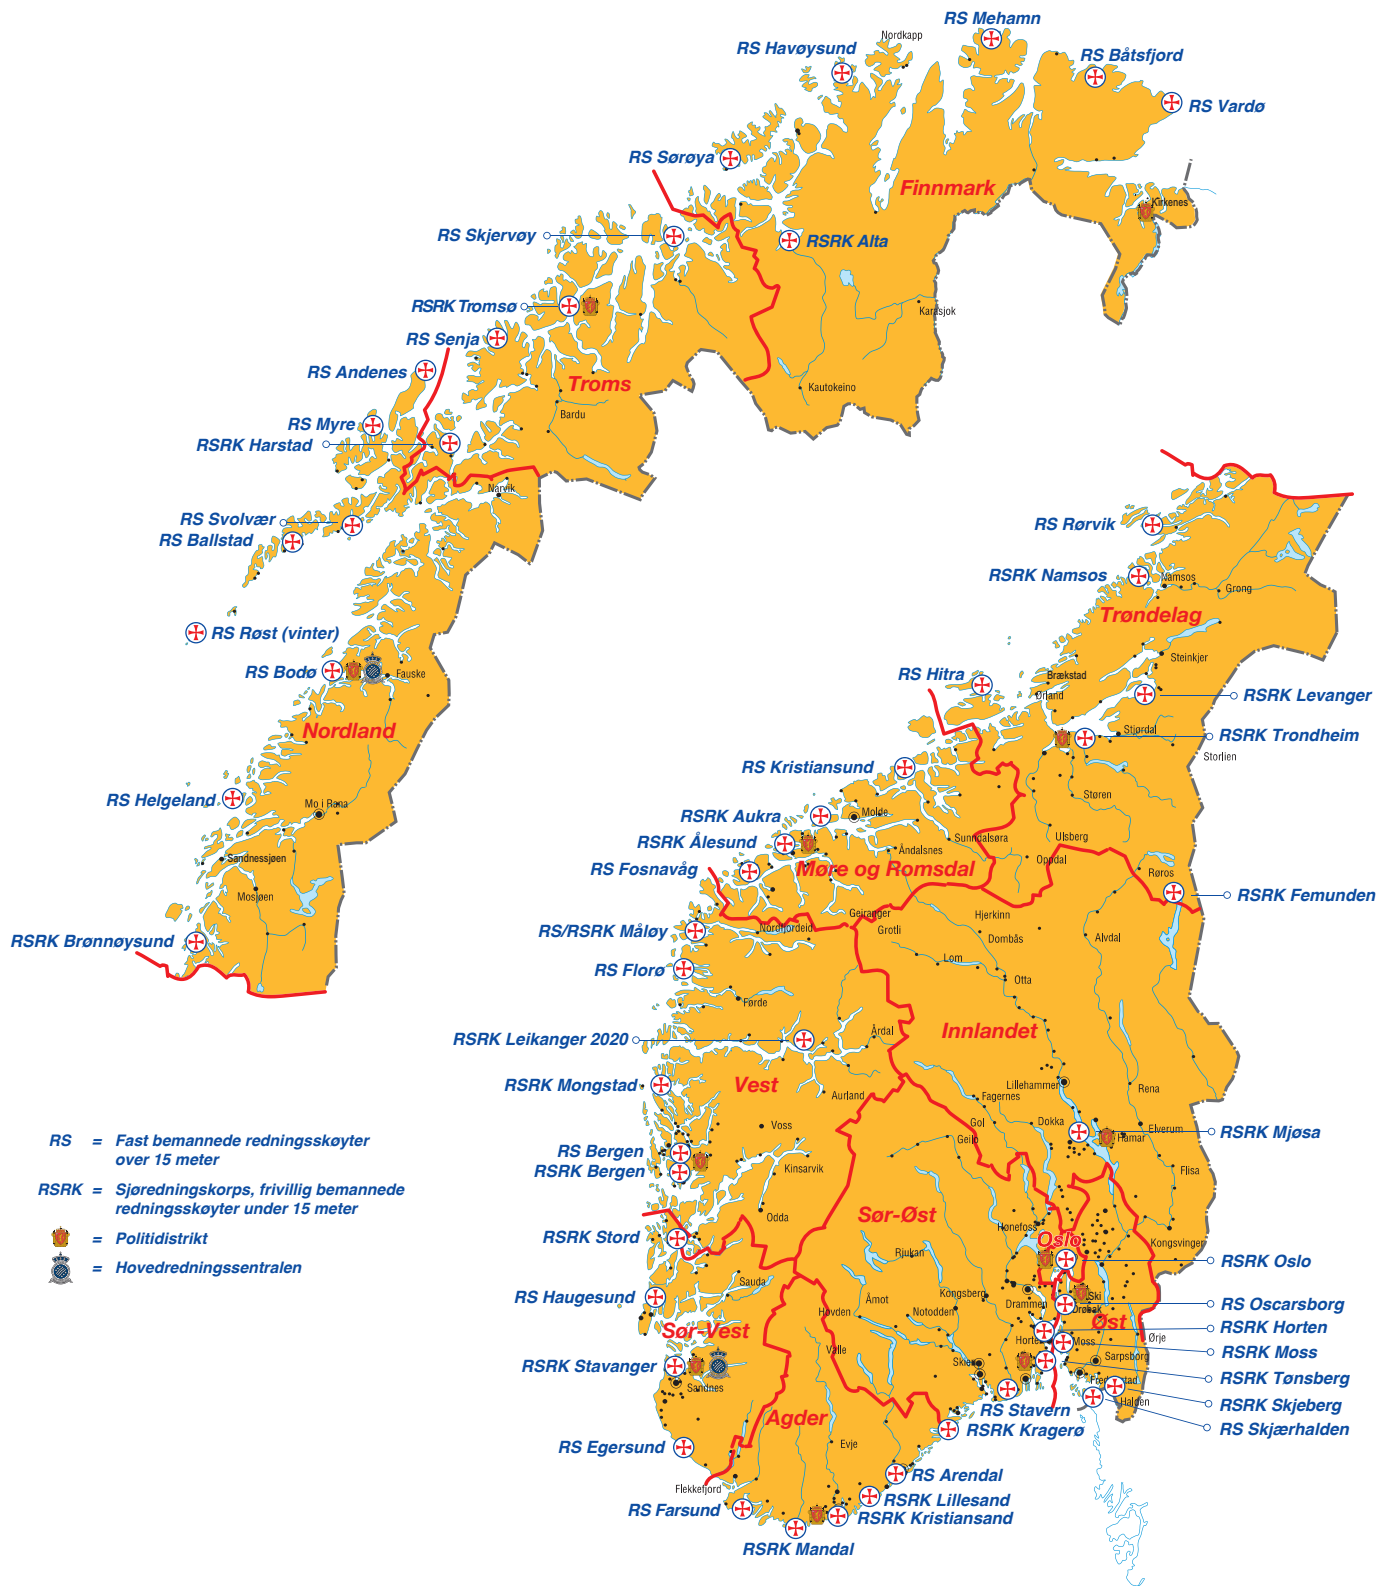 RS Mehamn
Nordkapp
RS Havøysund
RS Båtsfjord
RS Vardø
RS Sørøya
Finnmark
Kirkenes
RS Skjervøy
RSRK Alta
RSRK Tromsø
Karasjok
RS Senja
RS Andenes
Troms
Kautokeino
Bardu
RS Myre
RSRK Harstad
Narvik
RS Svolvær
RS Ballstad
RS Rørvik
RSRK Namsos
Namsos
Grong
Trøndelag
RS Røst (vinter)
Steinkjer
RS Bodø
Fauske
RS Hitra
Brækstad
Ørland
RSRK Levanger
Nordland
Stjørdal
RSRK Trondheim
Storlien
RS Kristiansund
RS Helgeland
Mo i Rana
Støren
RSRK Aukra
Molde
RSRK Ålesund
Sunndalsøra
Ulsberg
Åndalsnes
Oppdal
Sandnessjøen
RS Fosnavåg
Møre og Romsdal
Røros
Mosjøen
RSRK Femunden
Geiranger
Hjerkinn
RSRK Brønnøysund
RS/RSRK Måløy
Nordfjordeid
Grotli
Dombås
Alvdal
Lom
RS Florø
Otta
Førde
Årdal
Innlandet
RSRK Leikanger 2020
RSRK Mongstad
Vest
Aurland
Lillehammer
Fagernes
Rena
Voss
Gol
Dokka
Elverum
RSRK Mjøsa
Geilo
Hamar
RS = Fast bemannede redningsskøyter
over 15 meter
RS Bergen
RSRK Bergen
Kinsarvik
Flisa
RSRK = Sjøredningskorps, frivillig bemannede
redningsskøyter under 15 meter
Odda
Sør-Øst
Hønefoss
= Politidistrikt
RSRK Stord
Oslo
Kongsvinger
Rjukan
RSRK Oslo
= Hovedredningssentralen
Sauda
RS Haugesund
Åmot
Kongsberg
Drammen
Ski
Drøbak
RS Oscarsborg
Hovden
Notodden
Øst
RSRK Horten
Sør-Vest
Horten
Moss
Ørje
RSRK Moss
Valle
Skien
Sarpsborg
RSRK Stavanger
RSRK Tønsberg
Sandnes
Fredrikstad
Halden
RSRK Skjeberg
RS Stavern
Agder
RSRK Kragerø
RS Skjærhalden
RS Egersund
Evje
RS Arendal
Flekkefjord
RSRK Lillesand
RS Farsund
RSRK Kristiansand
RSRK Mandal